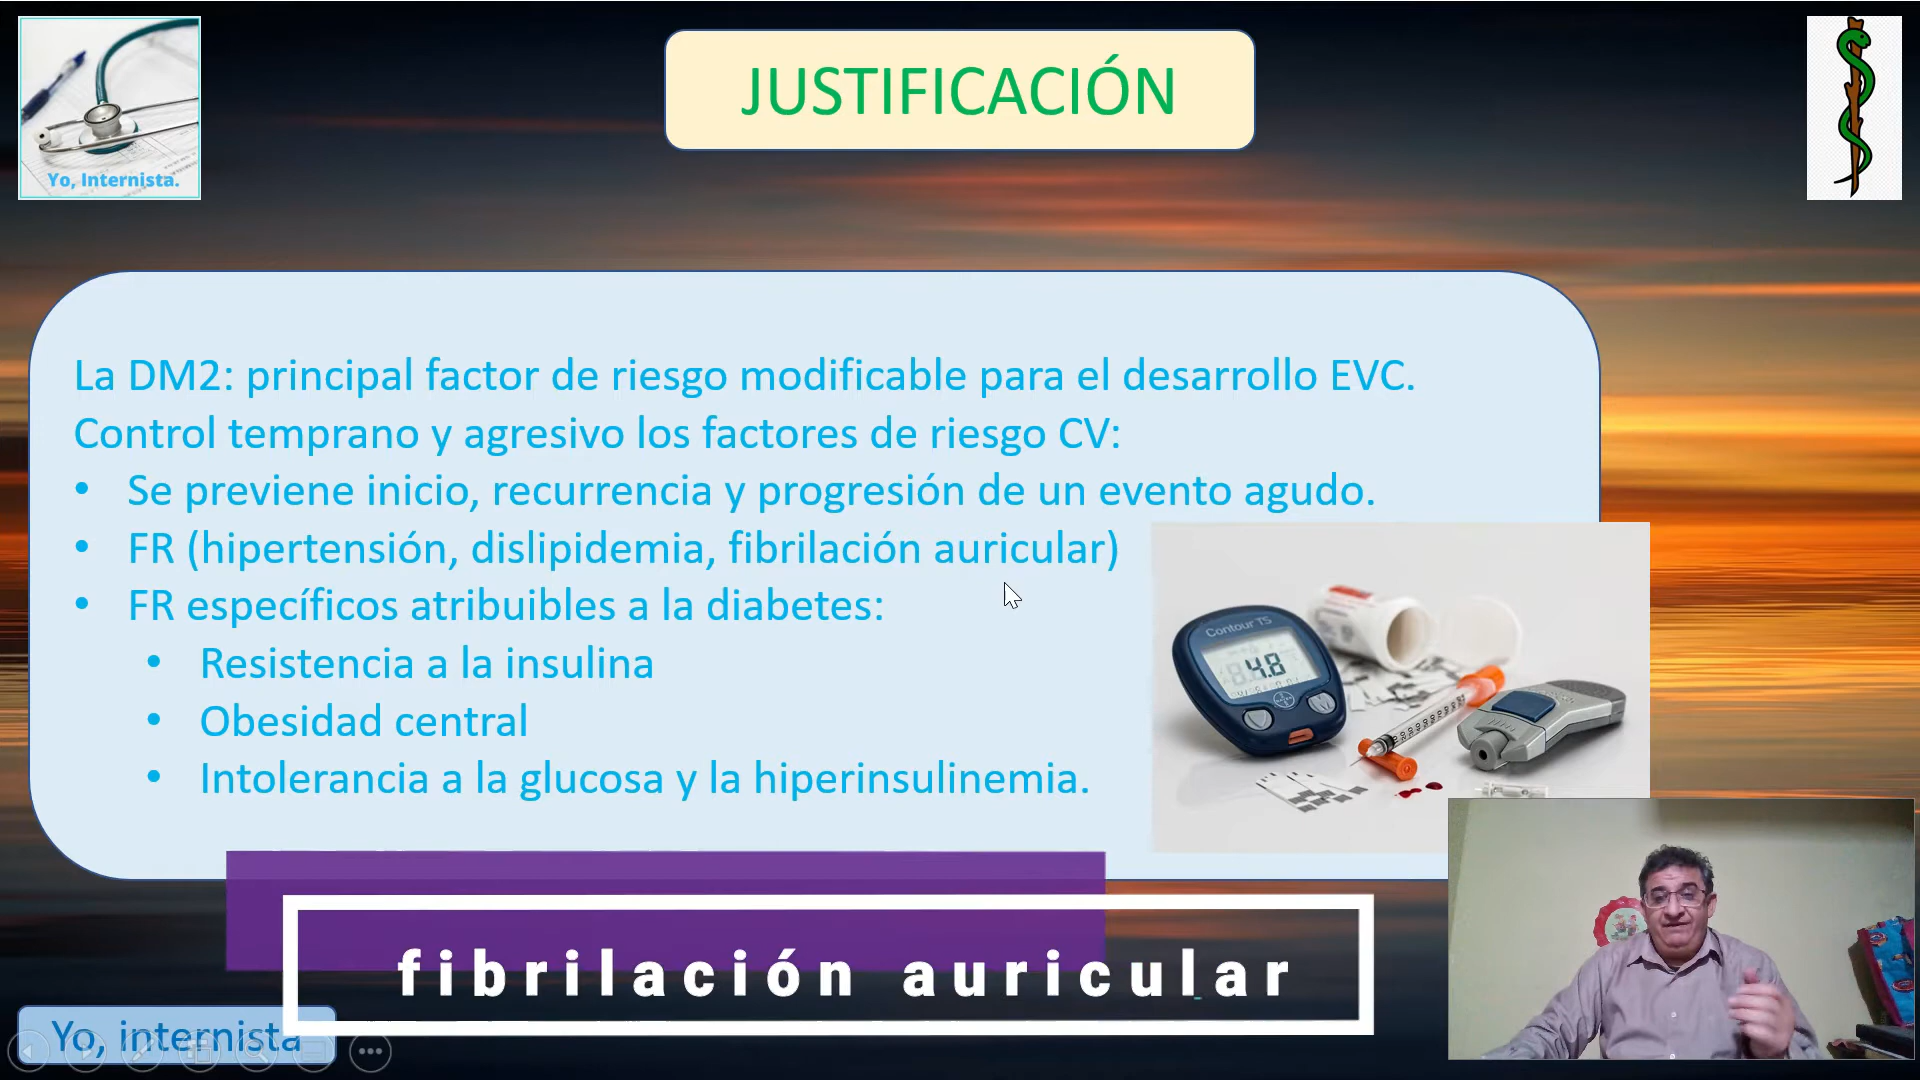 JUSTIFICACIÓN
Yo, Internista.
La DM2: principal factor de riesgo modificable para el desarrollo EVC.
Control temprano y agresivo los factores de riesgo CV:
• Se previene inicio, recurrencia y progresión de un evento agudo.
• FR (hipertensión, dislipidemia, fibrilación auricular)
• FR específicos atribuibles a la diabetes:
• Resistencia a la insulina
• Obesidad central
• Intolerancia a la glucosa y la hiperinsulinemia.
Contour TS
4.8
fibrilación auricular
Yo, internista